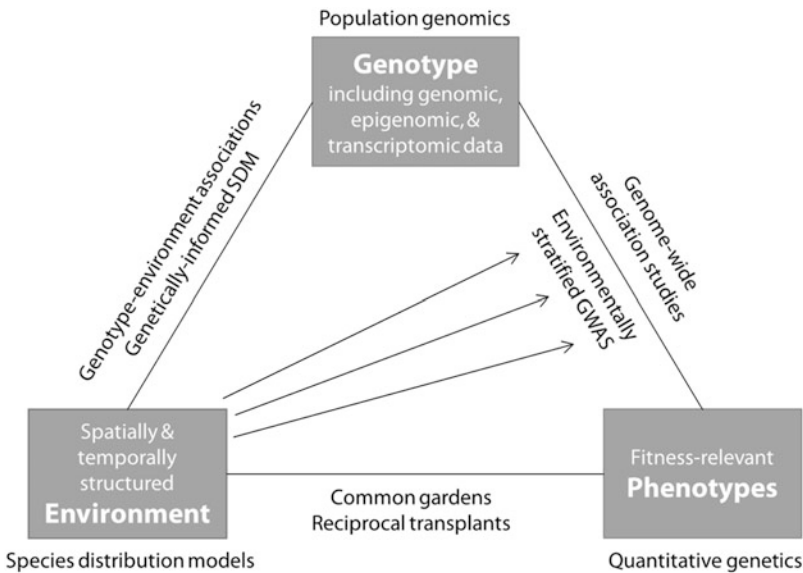 Population genomics
Genotype
including genomic,
epigenomic, &
transcriptomic data
Genotype-environment associations
Genetically-informed SDM
Genome-wide
association studies
Environmentally
stratified GWAS
Spatially &
temporally
structured
Environment
Species distribution models
Common gardens
Reciprocal transplants
Fitness-relevant
Phenotypes
Quantitative genetics